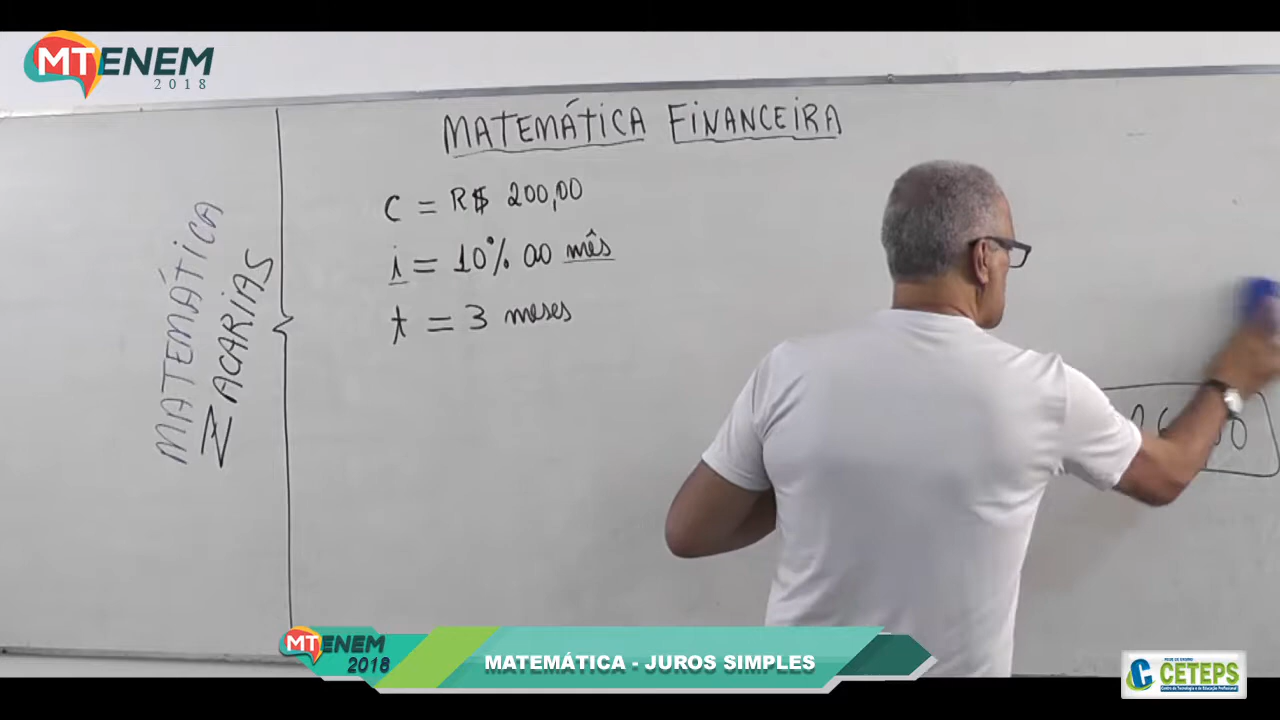 MTENEM
2018
MATEMÁTICA FINANCEIRA
C = R$ 200,00
i = 10% ao mês
t = 3 meses
MATEMÁTICA
ZACARIAS
MTENEM
2018
MATEMÁTICA - JUROS SIMPLES
CETEPS